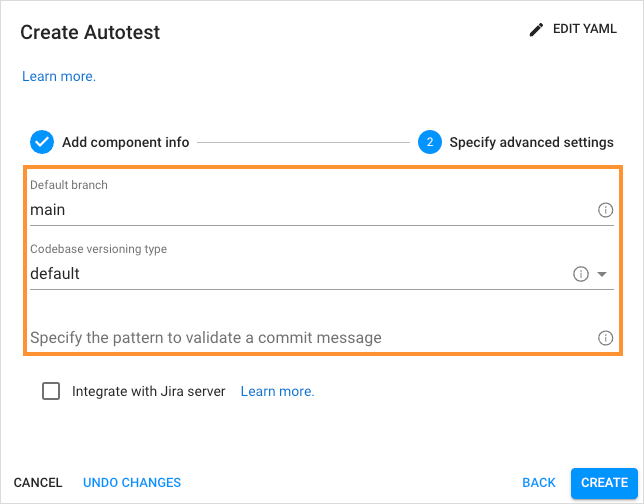 Create Autotest
EDIT YAML
Learn more.
Add component info
2
Specify advanced settings
Default branch
main
Codebase versioning type
default
Specify the pattern to validate a commit message
Integrate with Jira server Learn more.
CANCEL UNDO CHANGES BACK CREATE